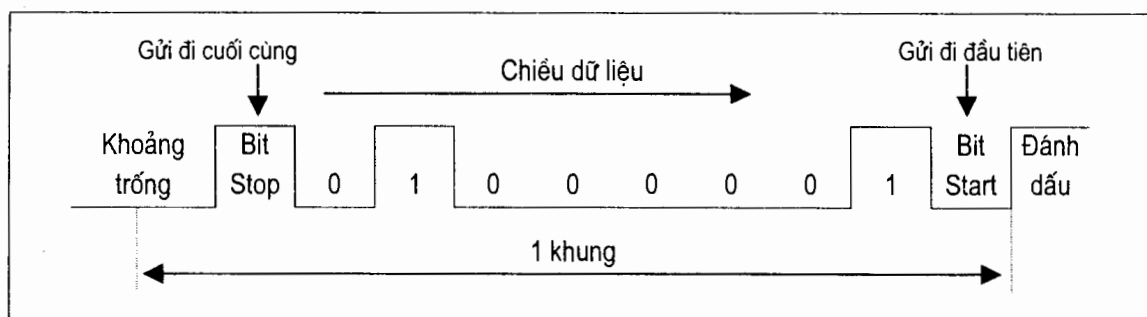 Gửi đi cuối cùng
Gửi đi đầu tiên
Chiều dữ liệu
Khoảng trống
Bit Stop
0 1 0 0 0 0 0 1
Bit Start
Đánh dấu
1 khung